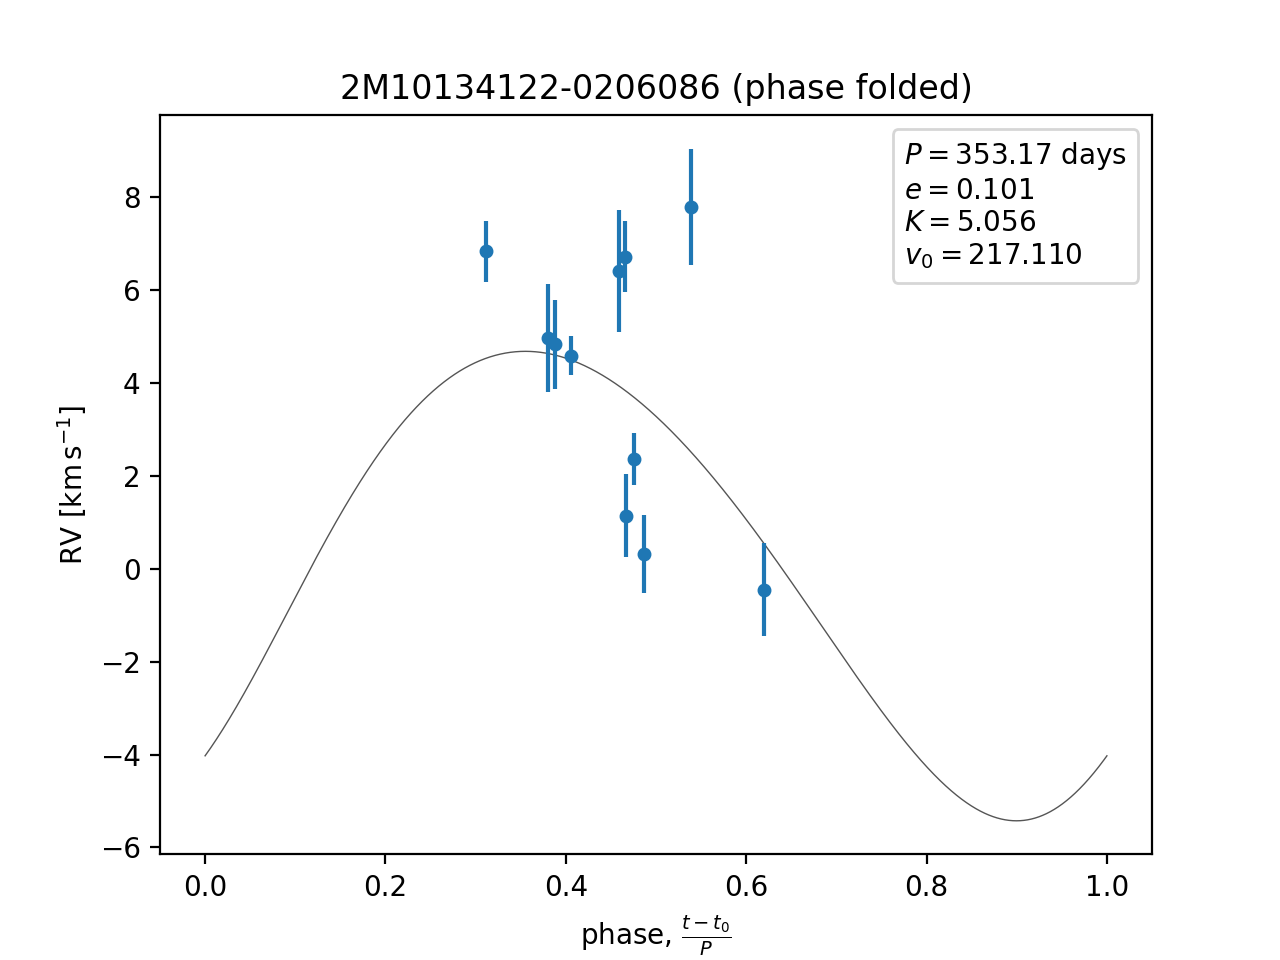 2M10134122-0206086 (phase folded)
P = 353.17 days
e = 0.101
K = 5.056
v₀ = 217.110
8
6
4
2
0
−2
−4
−6
RV [km s⁻¹]
0.0 0.2 0.4 0.6 0.8 1.0
phase, (t − t₀)/P